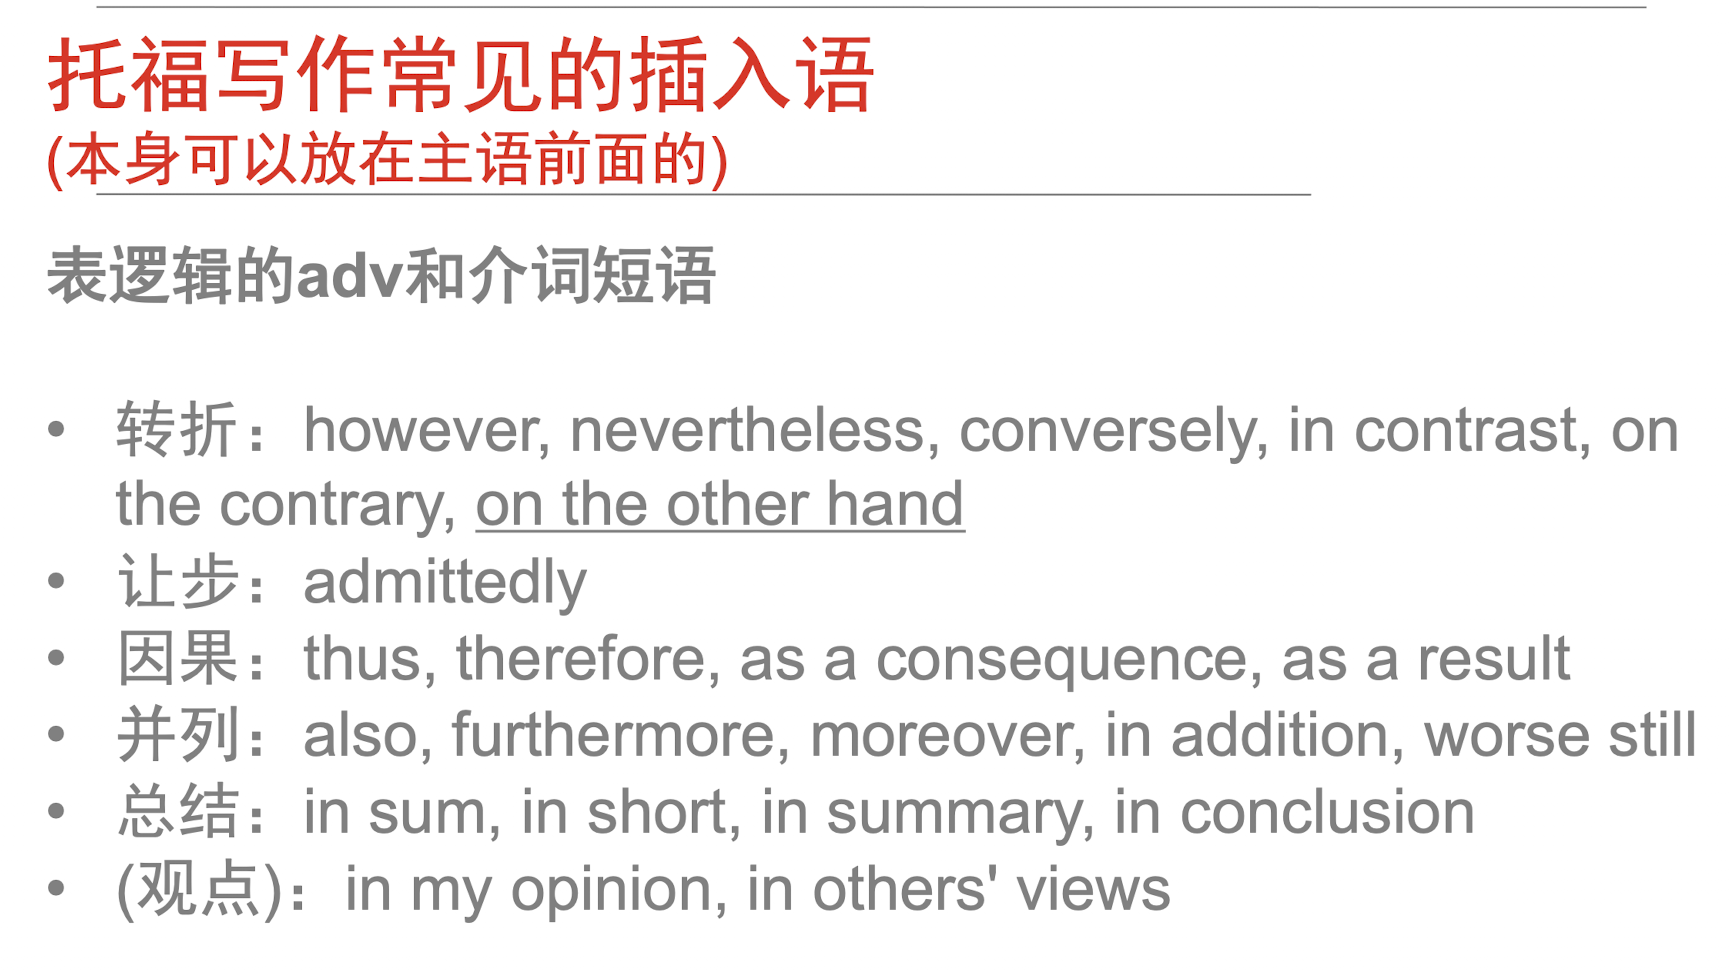 托福写作常见的插入语
(本身可以放在主语前面的)
表逻辑的adv和介词短语
• 转折：however, nevertheless, conversely, in contrast, on
the contrary, on the other hand
• 让步：admittedly
• 因果：thus, therefore, as a consequence, as a result
• 并列：also, furthermore, moreover, in addition, worse still
• 总结：in sum, in short, in summary, in conclusion
• (观点)：in my opinion, in others' views